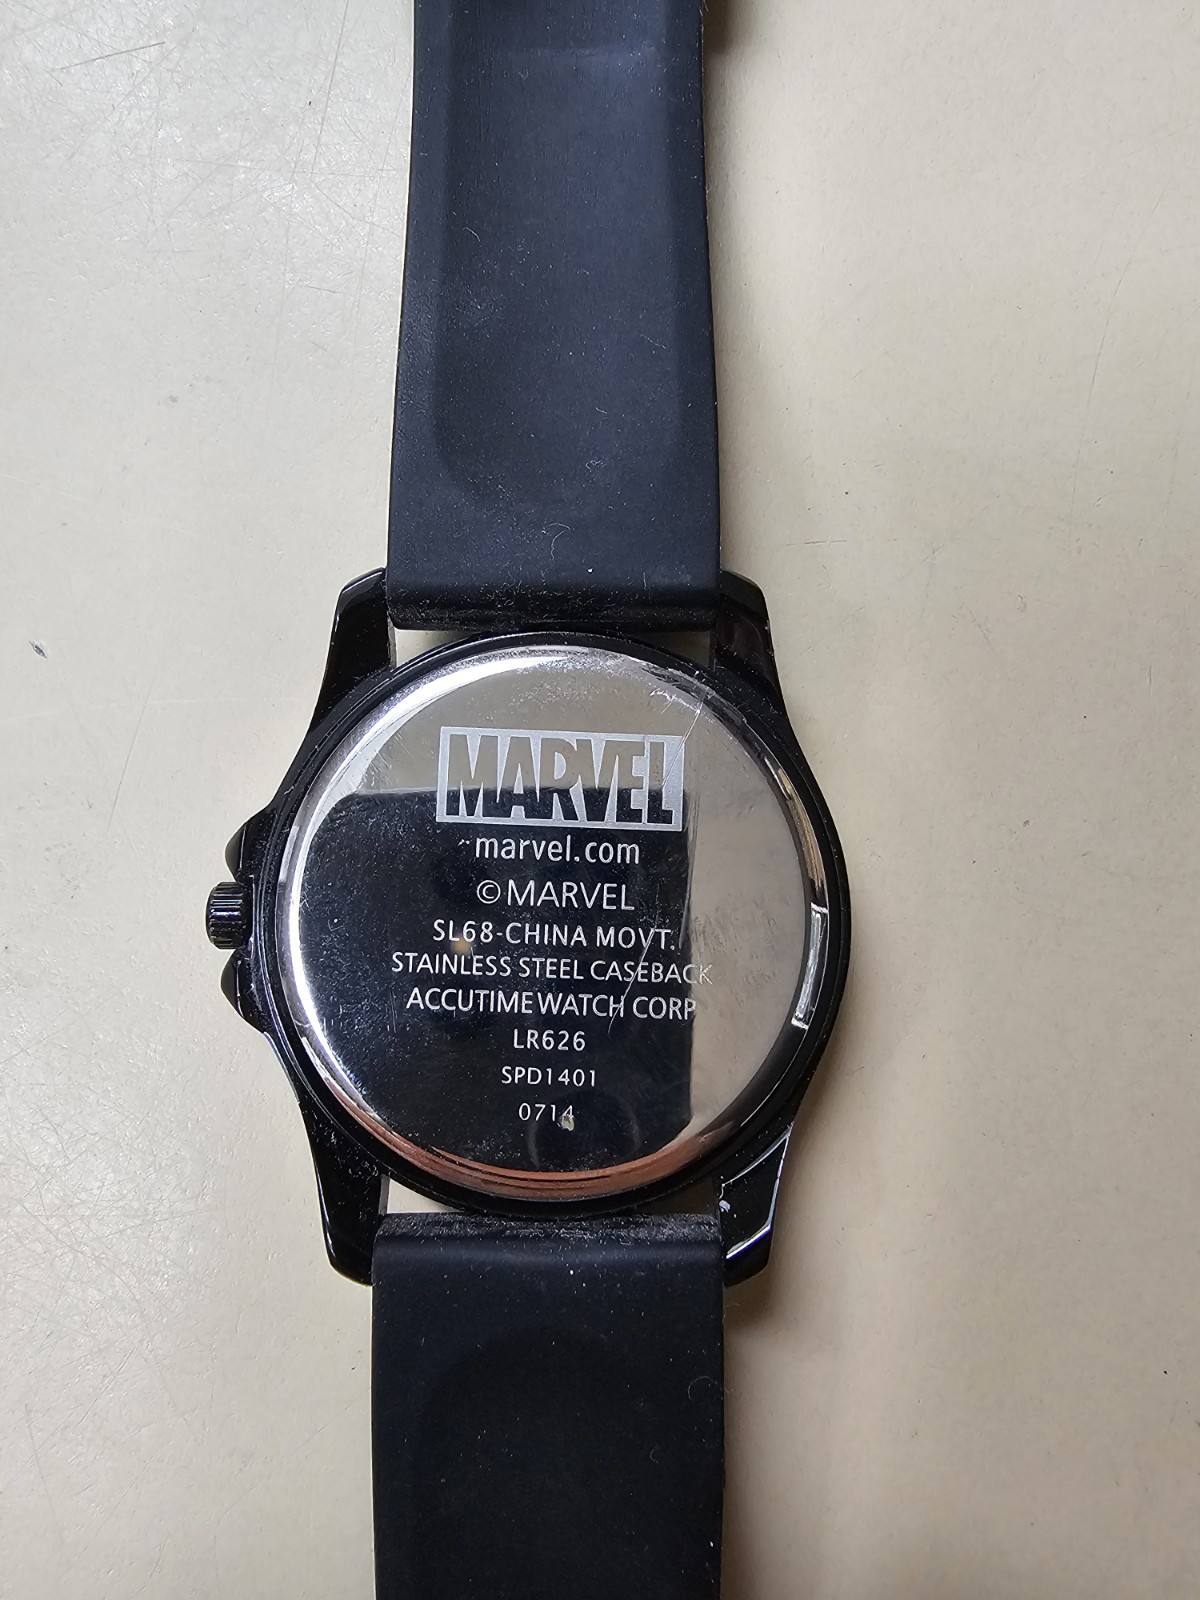 MARVEL
marvel.com
©MARVEL
SL68-CHINA MOVT.
STAINLESS STEEL CASEBACK
ACCUTIME WATCH CORP
LR626
SPD1401
0714